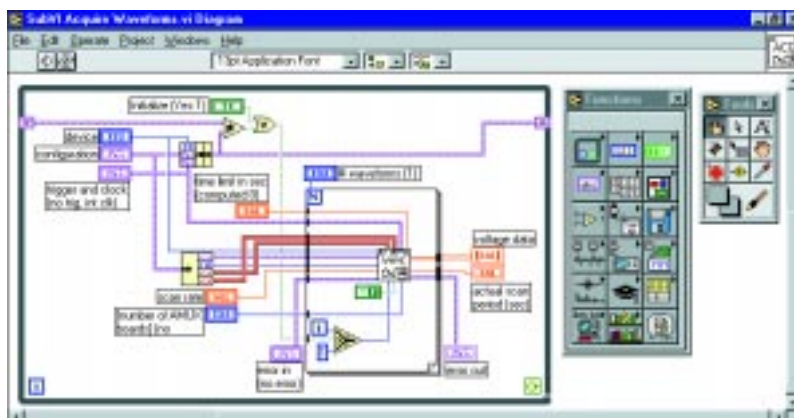 SubVI Acquire Waveforms.vi Diagram
File Edit Operate Project Windows Help
13pt Application Font
initialize (Yes T)
device
configuration
# waveforms (1)
trigger and clock
[no trig, int clk]
time limit in sec
voltage data
scan rate
actual scan
period (sec)
number of AMUX
boards
error in
(no error)
error out
Functions
Tools
N
i
i